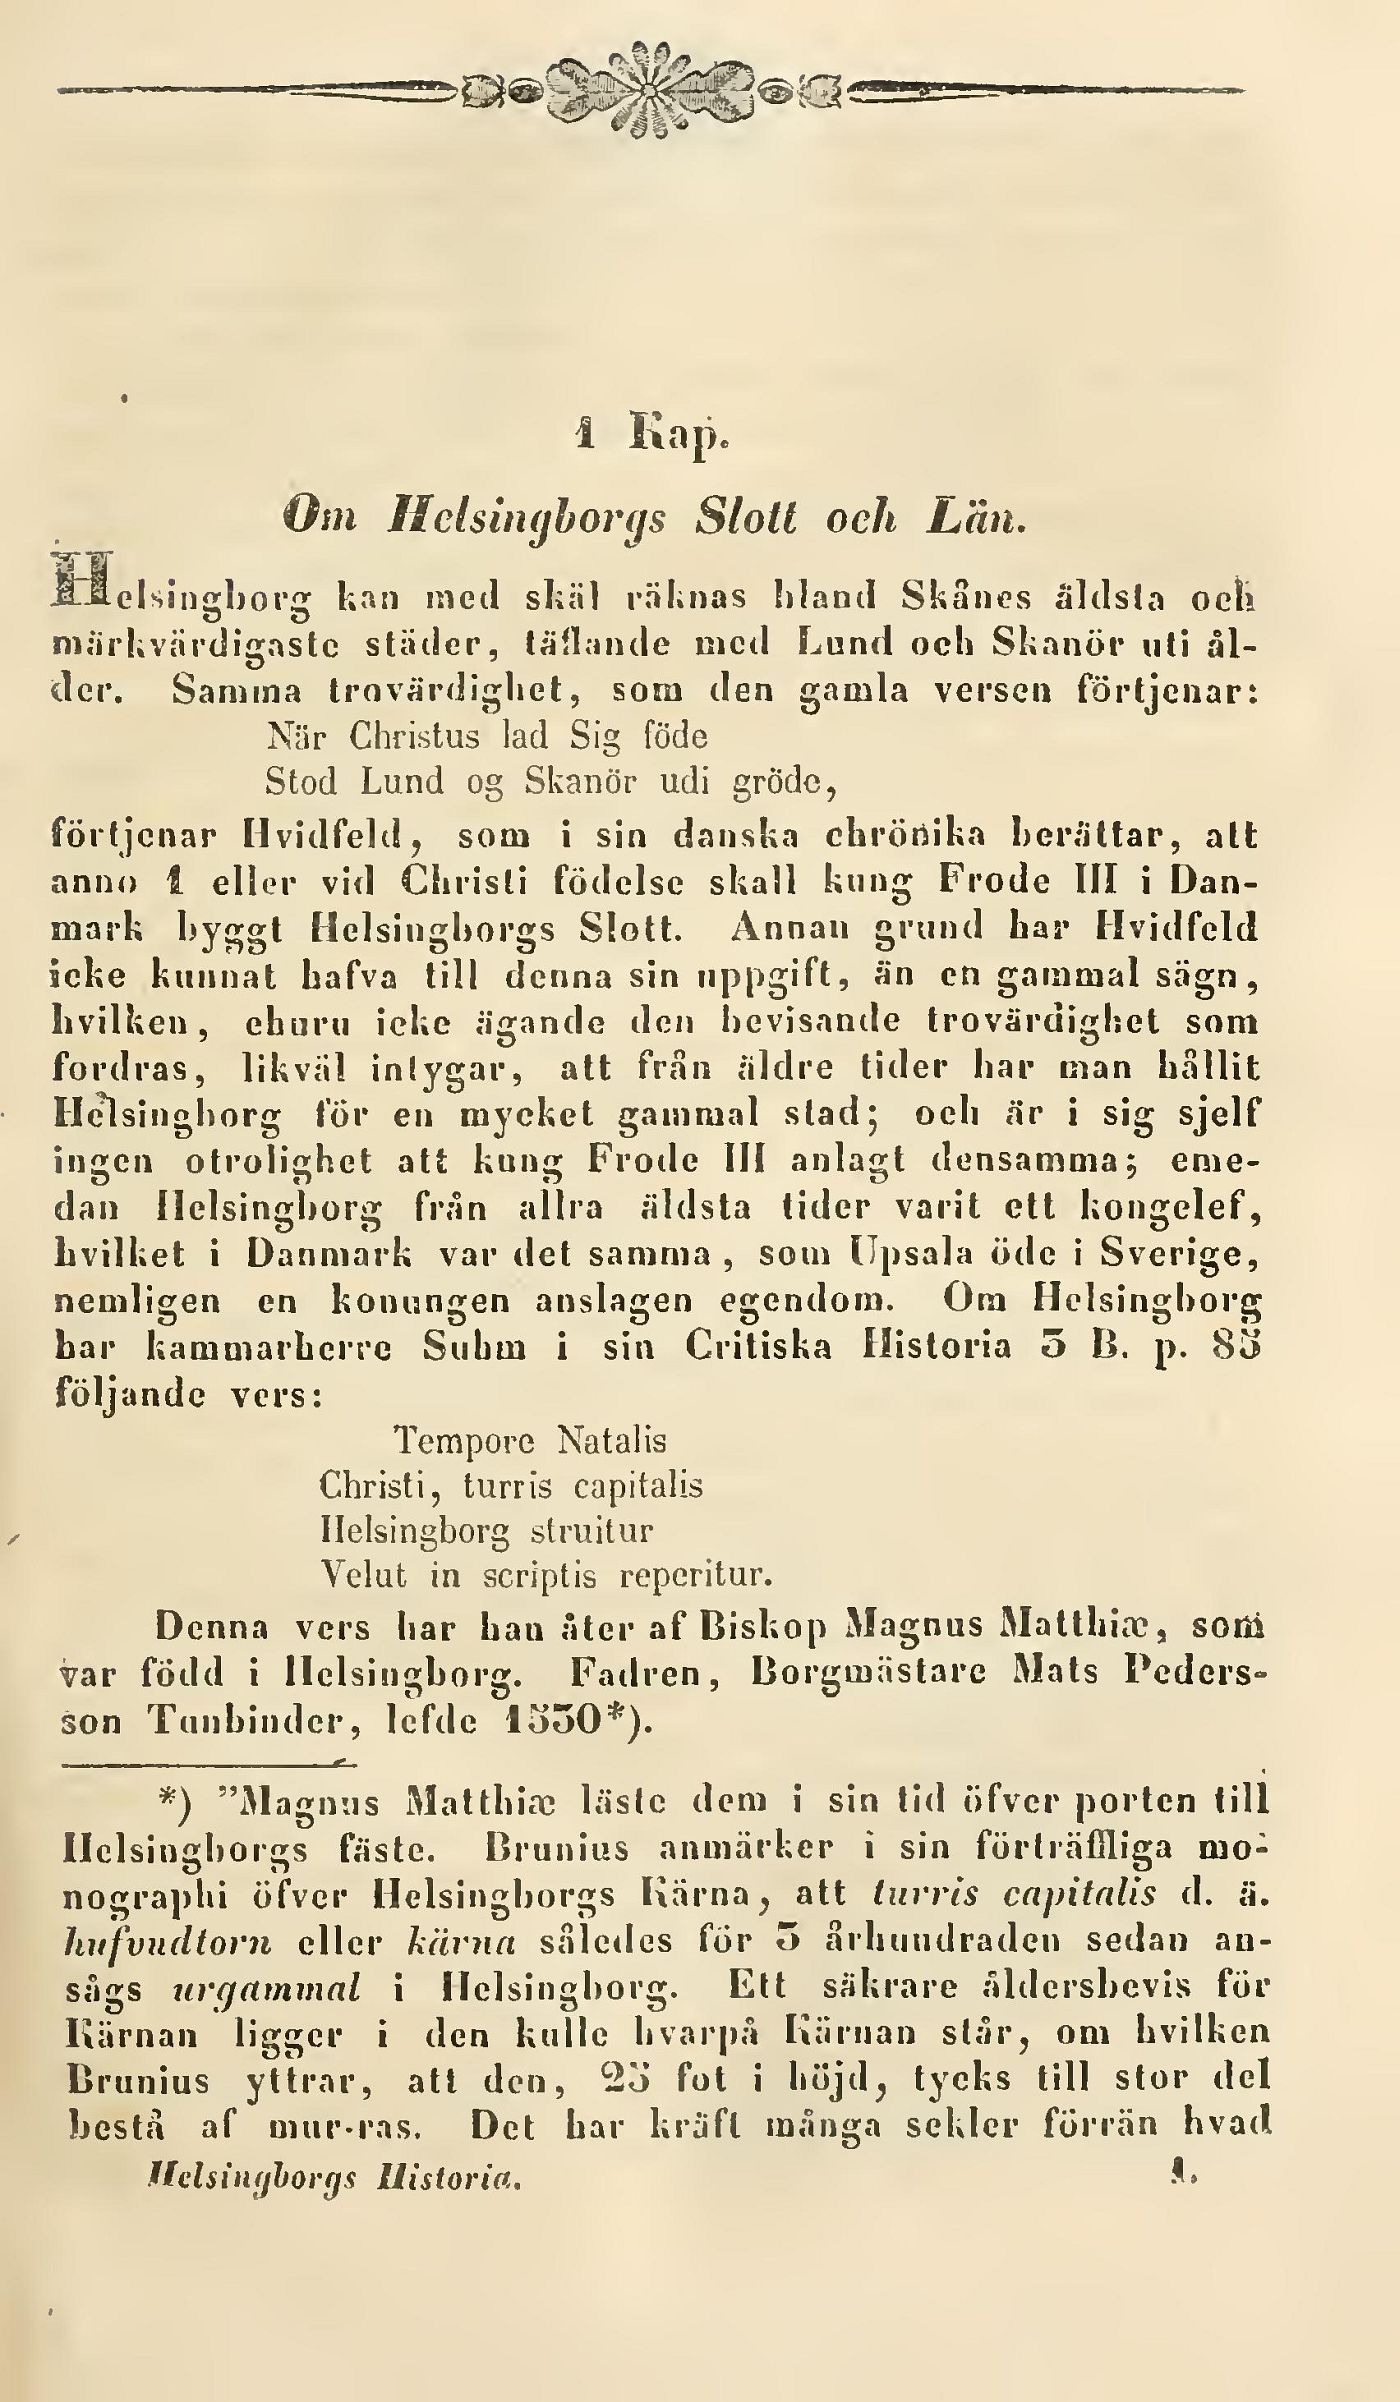 1 Kap.
Om Helsingborgs Slott och Län.
Helsingborg kan med skäl räknas bland Skånes äldsta och
märkvärdigaste städer, täflande med Lund och Skanör uti ål-
der. Samma trovärdighet, som den gamla versen förtjenar:
När Christus lad Sig föde
Stod Lund og Skanör udi gröde,
förtjenar Hvidfeld, som i sin danska chrönika berättar, att
anno 1 eller vid Christi födelse skall kung Frode III i Dan-
mark byggt Helsingborgs Slott. Annan grund har Hvidfeld
icke kunnat hafva till denna sin uppgift, än en gammal sägn,
hvilken, ehuru icke ägande den bevisande trovärdighet som
fordras, likväl intygar, att från äldre tider har man hållit
Helsingborg för en mycket gammal stad; och är i sig sjelf
ingen otrolighet att kung Frode III anlagt densamma; eme-
dan Helsingborg från allra äldsta tider varit ett kongelef,
hvilket i Danmark var det samma, som Upsala öde i Sverige,
nemligen en konungen anslagen egendom. Om Helsingborg
har kammarherre Suhm i sin Critiska Historia 3 B. p. 85
följande vers:
Tempore Natalis
Christi, turris capitalis
Helsingborg struitur
Velut in scriptis reperitur.
Denna vers har han åter af Biskop Magnus Matthiæ, som
var född i Helsingborg. Fadren, Borgmästare Mats Peders-
son Tunbinder, lefde 1530*).
*) "Magnus Matthiæ läste dem i sin tid öfver porten till
Helsingborgs fäste. Brunius anmärker i sin förträffliga mo-
nographi öfver Helsingborgs Kärna, att turris capitalis d. ä.
hufvudtorn eller kärna således för 3 århundraden sedan an-
sågs urgammal i Helsingborg. Ett säkrare åldersbevis för
Kärnan ligger i den kulle hvarpå Kärnan står, om hvilken
Brunius yttrar, att den, 25 fot i höjd, tycks till stor del
bestå af mur-ras. Det har kräft många sekler förrän hvad
Helsingborgs Historia. 1.